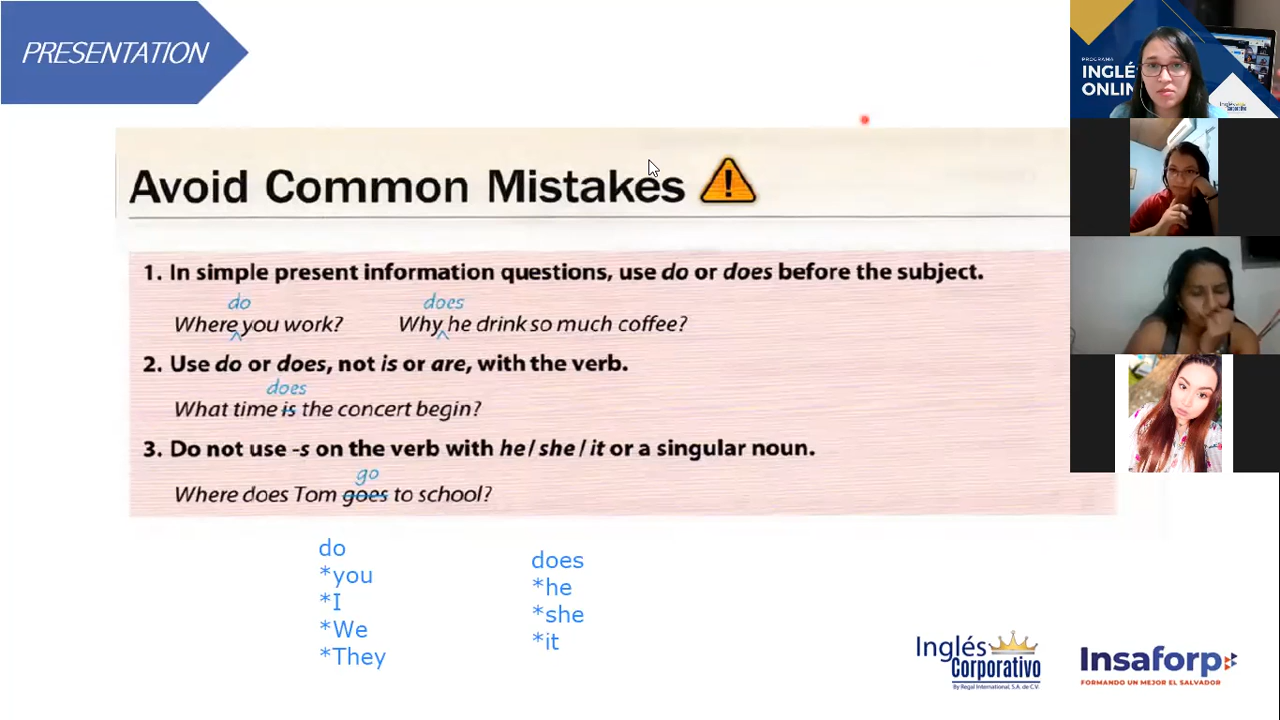 PRESENTATION
Avoid Common Mistakes
1. In simple present information questions, use do or does before the subject.
do does
Where you work? Why he drink so much coffee?
2. Use do or does, not is or are, with the verb.
does
What time is the concert begin?
3. Do not use -s on the verb with he / she / it or a singular noun.
go
Where does Tom goes to school?
do
*you
*I
*We
*They
does
*he
*she
*it
Inglés
Corporativo
By Regal International, S.A. de C.V.
Insaforp
FORMANDO UN MEJOR EL SALVADOR
PROGRAMA
INGLÉ
ONLIN
Inglés
Corporativo